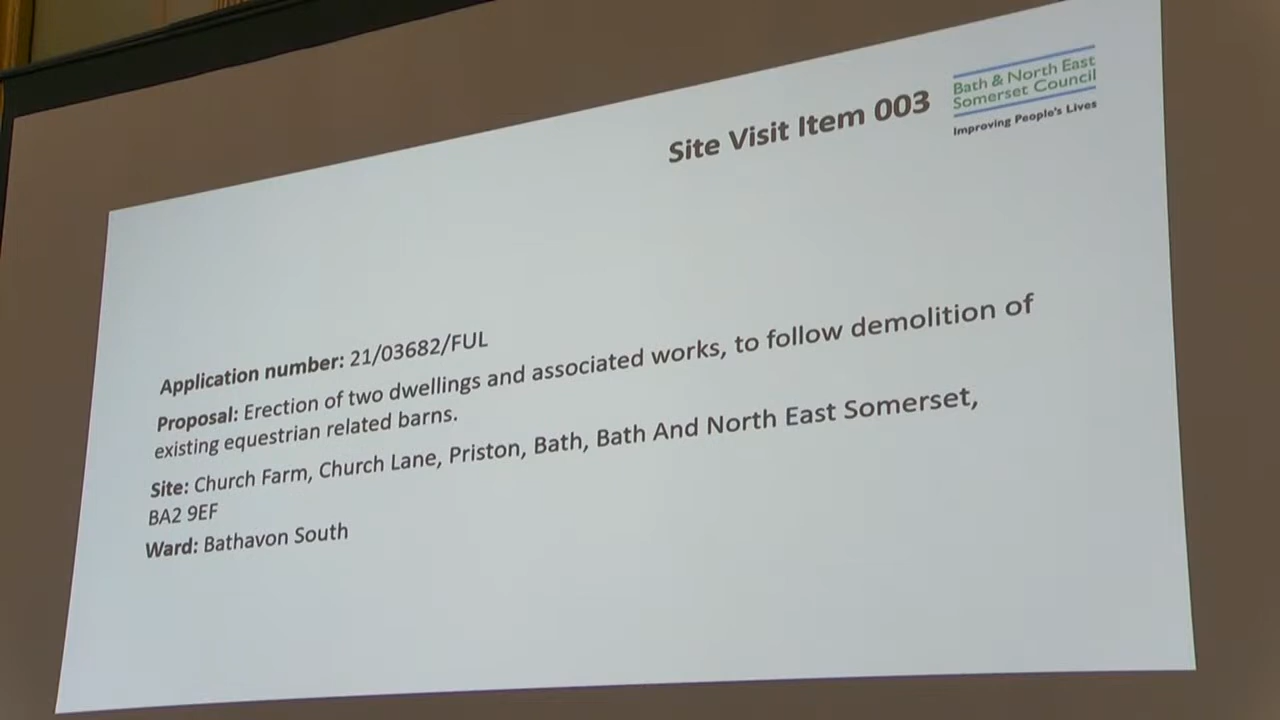 Site Visit Item 003
Bath & North East
Somerset Council
Improving People's Lives
Application number: 21/03682/FUL
Proposal: Erection of two dwellings and associated works, to follow demolition of
existing equestrian related barns.
Site: Church Farm, Church Lane, Priston, Bath, Bath And North East Somerset,
BA2 9EF
Ward: Bathavon South